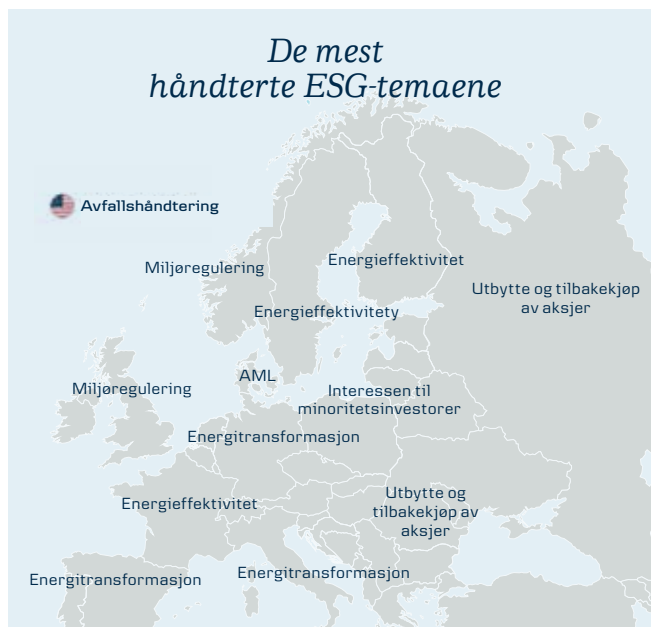 De mest
håndterte ESG-temaene
Avfallshåndtering
Miljøregulering
Energieffektivitet
Utbytte og tilbakekjøp
av aksjer
Energieffektivitety
AML
Miljøregulering
Interessen til
minoritetsinvestorer
Energitransformasjon
Energieffektivitet
Utbytte og
tilbakekjøp av
aksjer
Energitransformasjon
Energitransformasjon